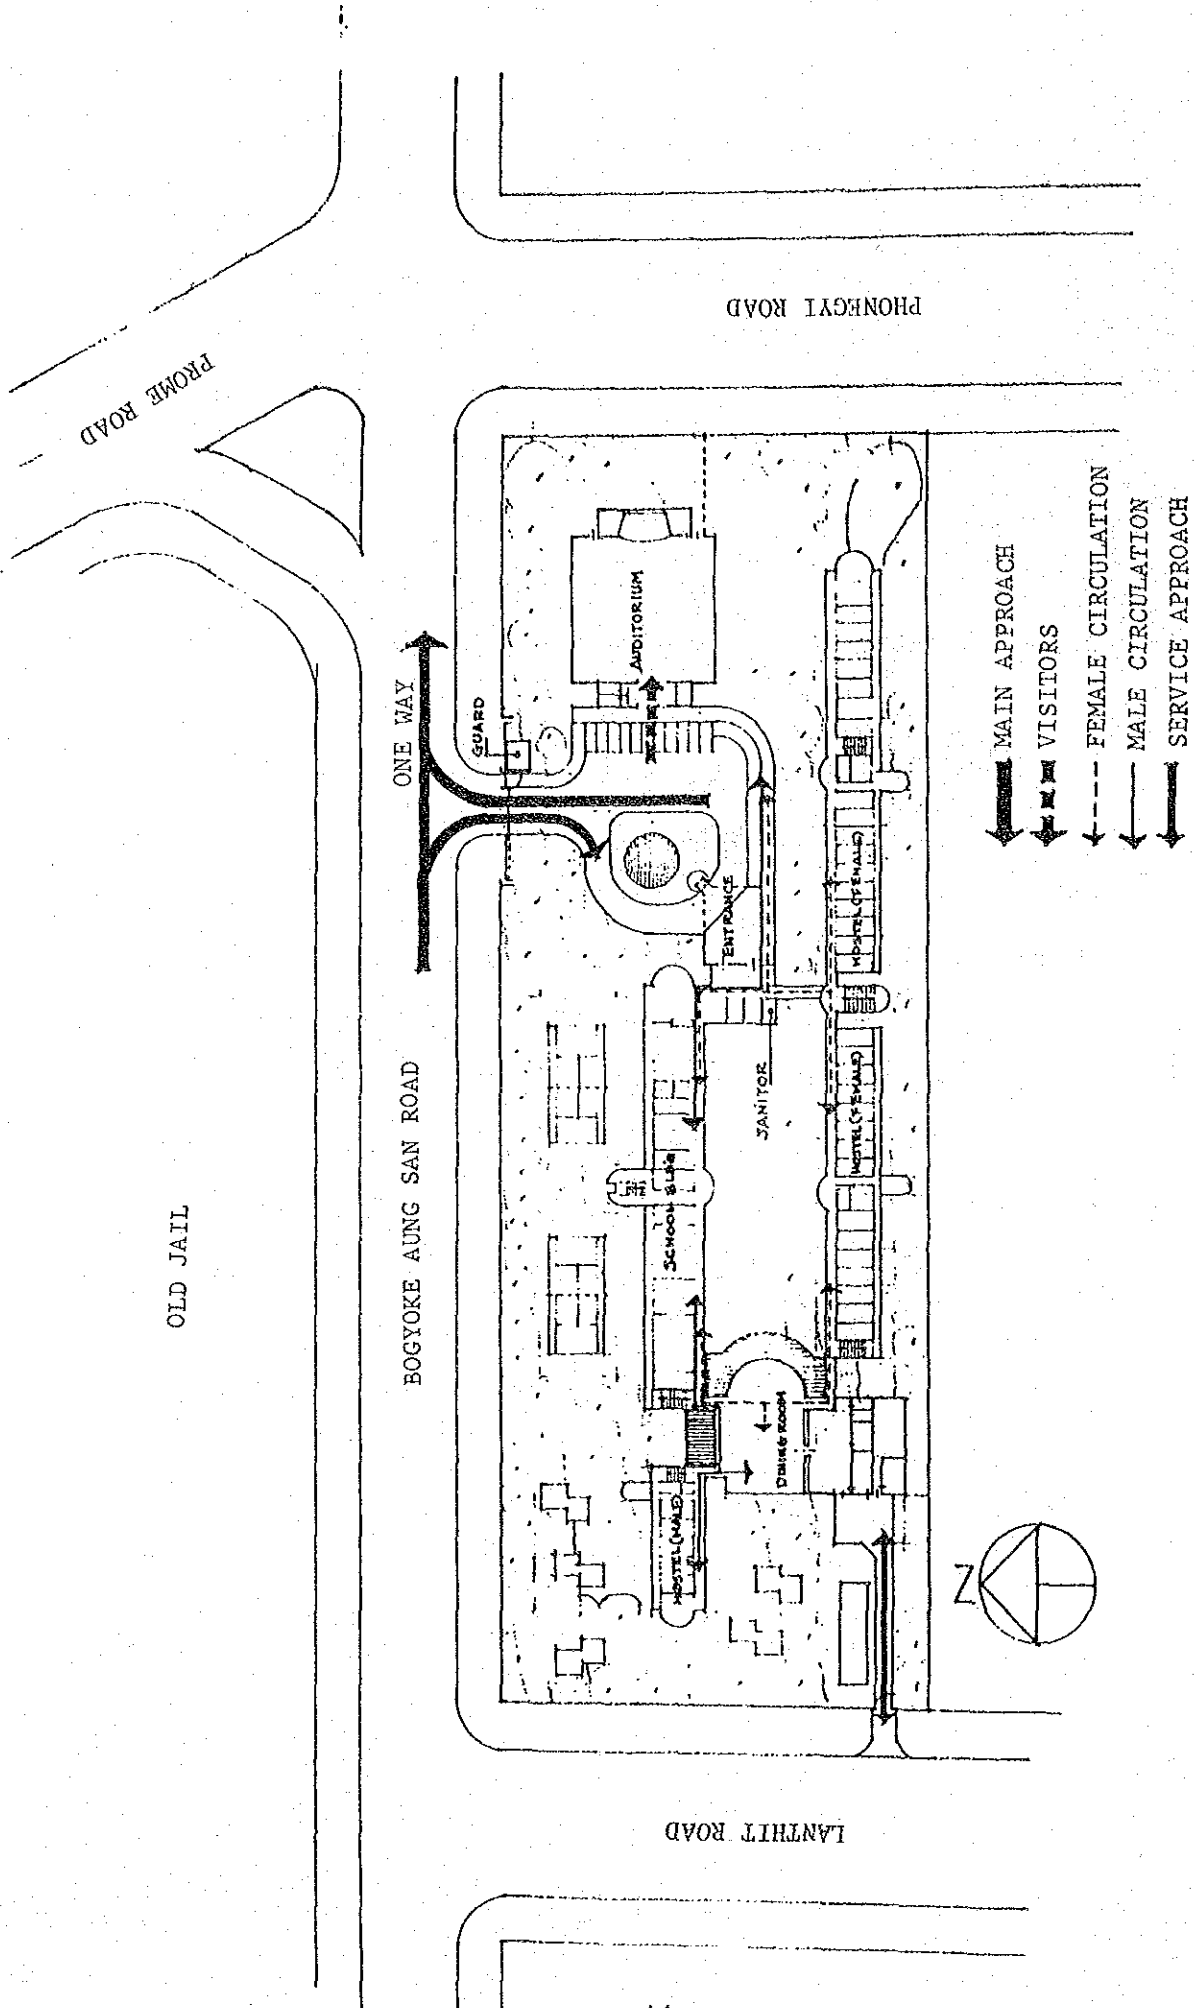 PROME ROAD
PHONEGYI ROAD
ONE WAY
GUARD
AUDITORIUM
OLD JAIL
BOGYOKE AUNG SAN ROAD
ENTRANCE
HOSTEL (FEMALE)
JANITOR
HOSTEL (FEMALE)
SCHOOL BLDG
DINING ROOM
HOSTEL (MALE)
LANTHIT ROAD
N
MAIN APPROACH
VISITORS
FEMALE CIRCULATION
MALE CIRCULATION
SERVICE APPROACH